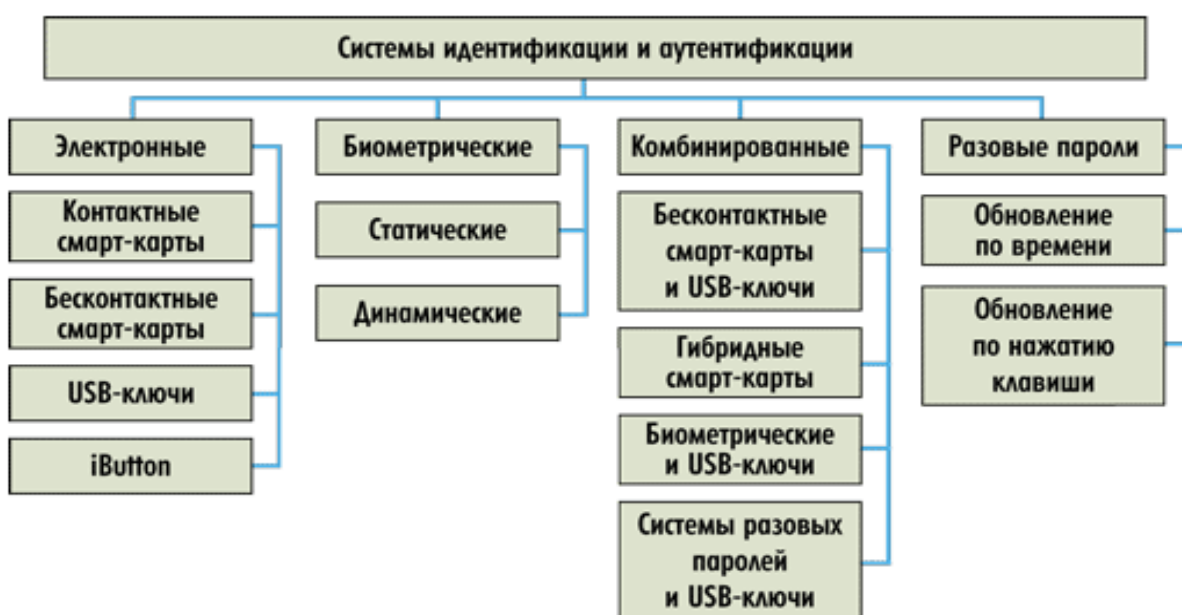 Системы идентификации и аутентификации
Электронные
Контактные
смарт-карты
Бесконтактные
смарт-карты
USB-ключи
iButton
Биометрические
Статические
Динамические
Комбинированные
Бесконтактные
смарт-карты
и USB-ключи
Гибридные
смарт-карты
Биометрические
и USB-ключи
Системы разовых
паролей
и USB-ключи
Разовые пароли
Обновление
по времени
Обновление
по нажатию
клавиши